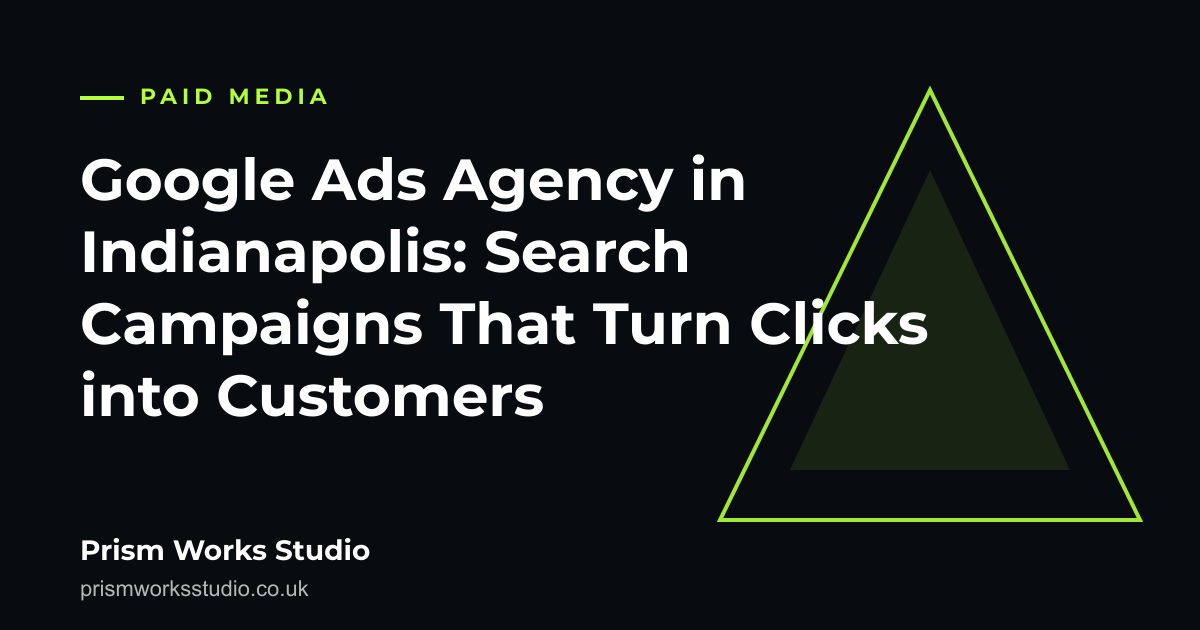 PAID MEDIA
Google Ads Agency in
Indianapolis: Search
Campaigns That Turn Clicks
into Customers
Prism Works Studio
prismworksstudio.co.uk